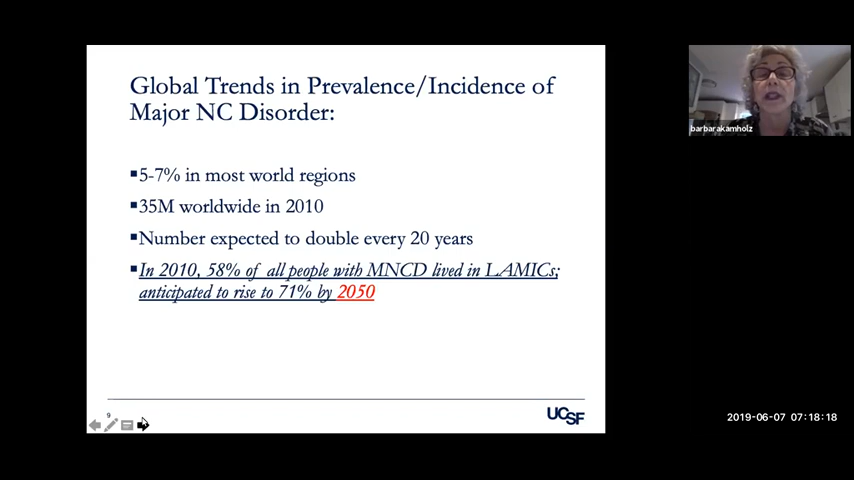 Global Trends in Prevalence/Incidence of
Major NC Disorder:
▪5-7% in most world regions
▪35M worldwide in 2010
▪Number expected to double every 20 years
▪In 2010, 58% of all people with MNCD lived in LAMICs;
anticipated to rise to 71% by 2050
9
UCSF
barbarakamholz
2019-06-07 07:18:18